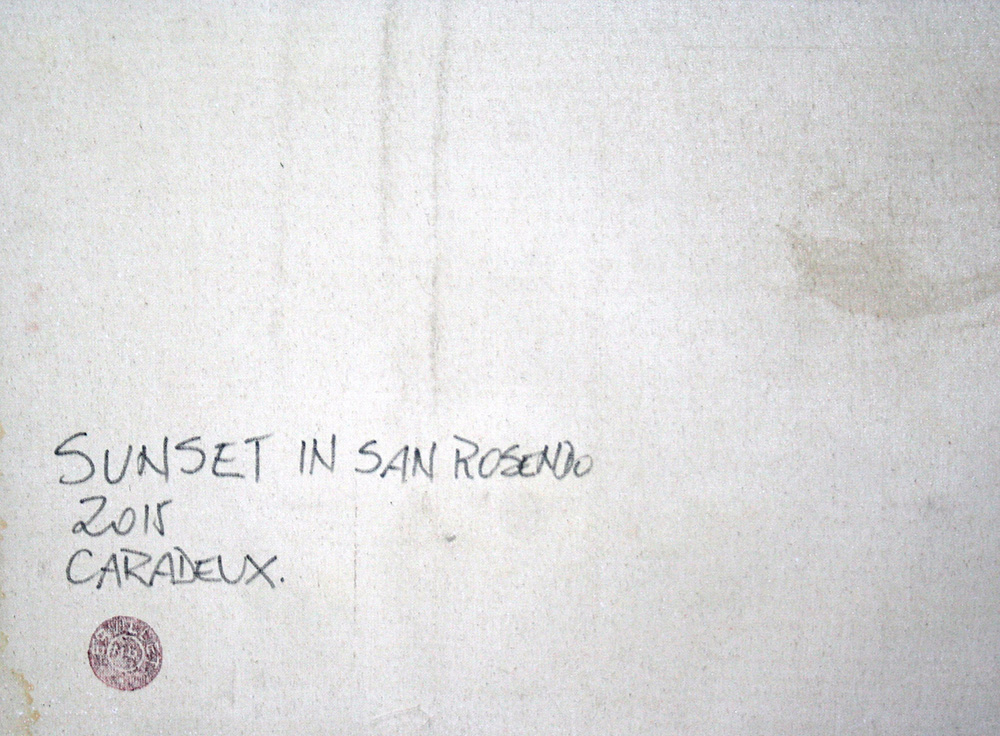 SUNSET IN SAN ROSENDO
2015
CARADEUX.